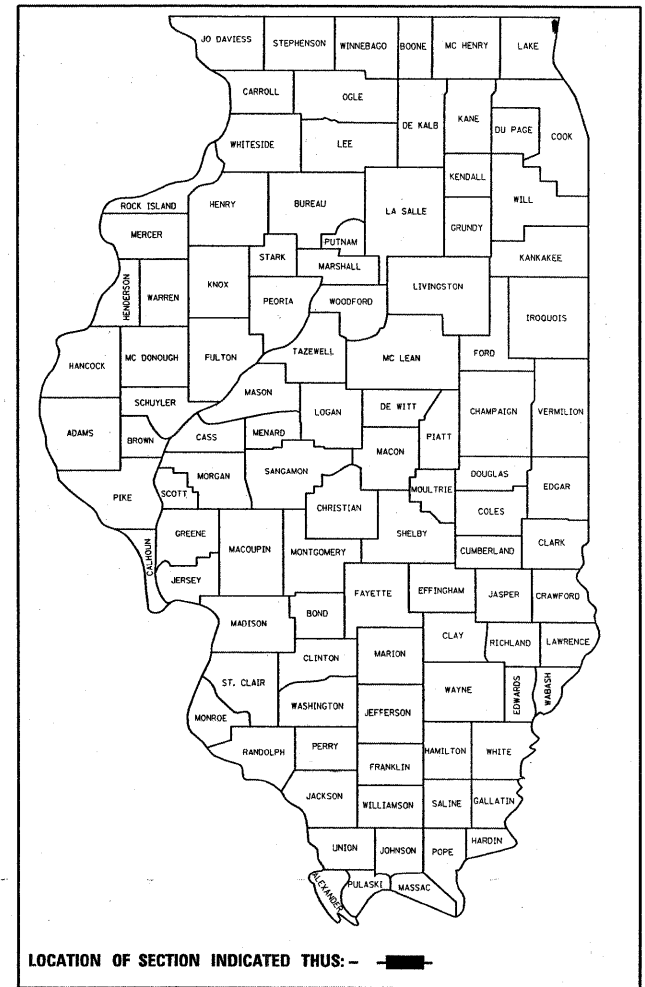 JO DAVIESS STEPHENSON WINNEBAGO BOONE MC HENRY LAKE
CARROLL OGLE DE KALB KANE DU PAGE COOK
WHITESIDE LEE
KENDALL
ROCK ISLAND HENRY BUREAU LA SALLE WILL
MERCER PUTNAM GRUNDY
STARK MARSHALL KANKAKEE
HENDERSON WARREN KNOX PEORIA WOODFORD LIVINGSTON IROQUOIS
HANCOCK MC DONOUGH FULTON TAZEWELL MC LEAN FORD
SCHUYLER MASON LOGAN DE WITT CHAMPAIGN VERMILION
ADAMS BROWN CASS MENARD MACON PIATT
MORGAN SANGAMON DOUGLAS EDGAR
PIKE SCOTT CHRISTIAN MOULTRIE COLES
GREENE MACOUPIN MONTGOMERY SHELBY CUMBERLAND CLARK
CALHOUN JERSEY FAYETTE EFFINGHAM JASPER CRAWFORD
MADISON BOND CLAY RICHLAND LAWRENCE
CLINTON MARION
ST. CLAIR WASHINGTON JEFFERSON WAYNE EDWARDS WABASH
MONROE RANDOLPH PERRY HAMILTON WHITE
FRANKLIN
JACKSON WILLIAMSON SALINE GALLATIN
UNION JOHNSON POPE HARDIN
ALEXANDER PULASKI MASSAC
LOCATION OF SECTION INDICATED THUS: -